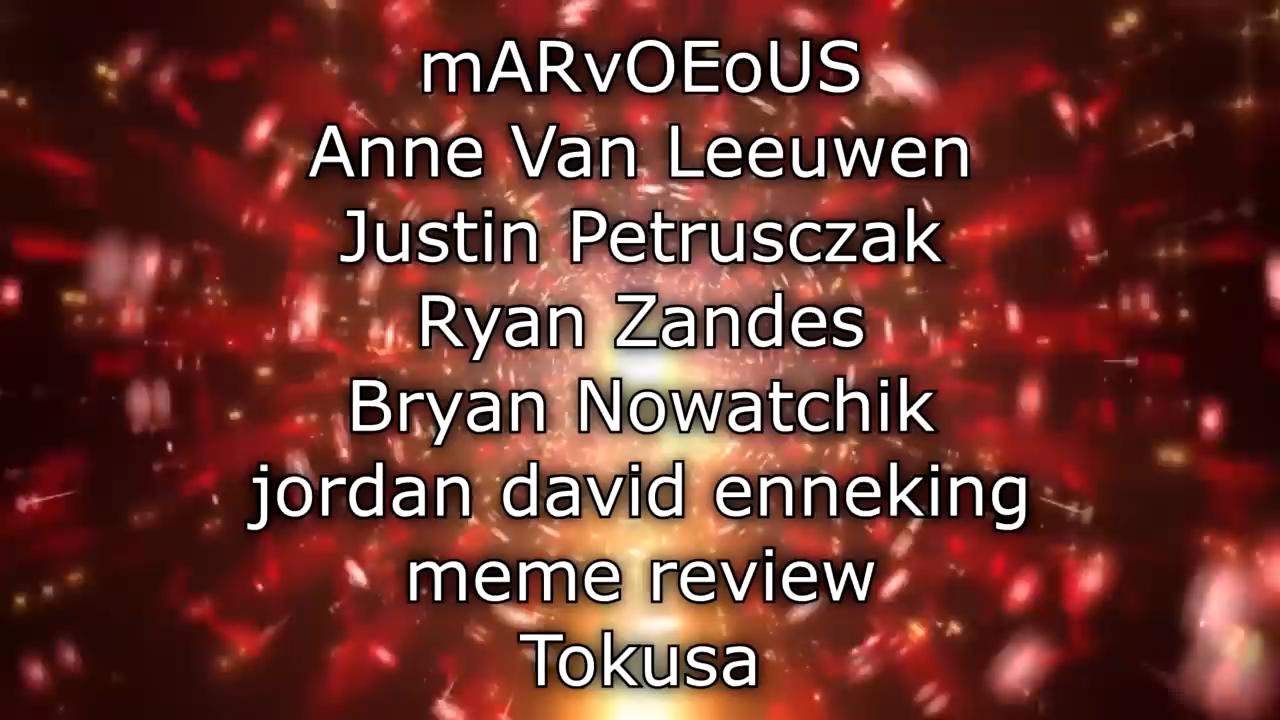 mARvOEoUS
Anne Van Leeuwen
Justin Petrusczak
Ryan Zandes
Bryan Nowatchik
jordan david enneking
meme review
Tokusa